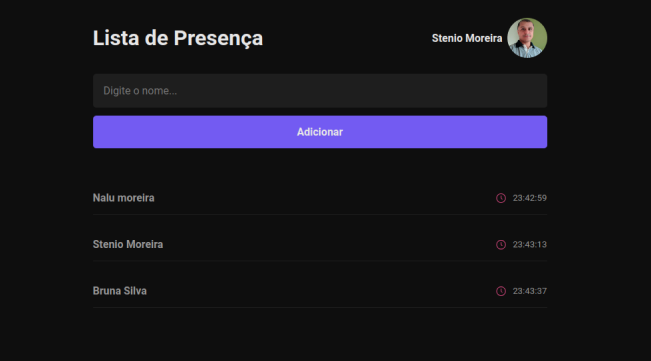 Lista de Presença
Stenio Moreira
Digite o nome...
Adicionar
Nalu moreira 23:42:59
Stenio Moreira 23:43:13
Bruna Silva 23:43:37